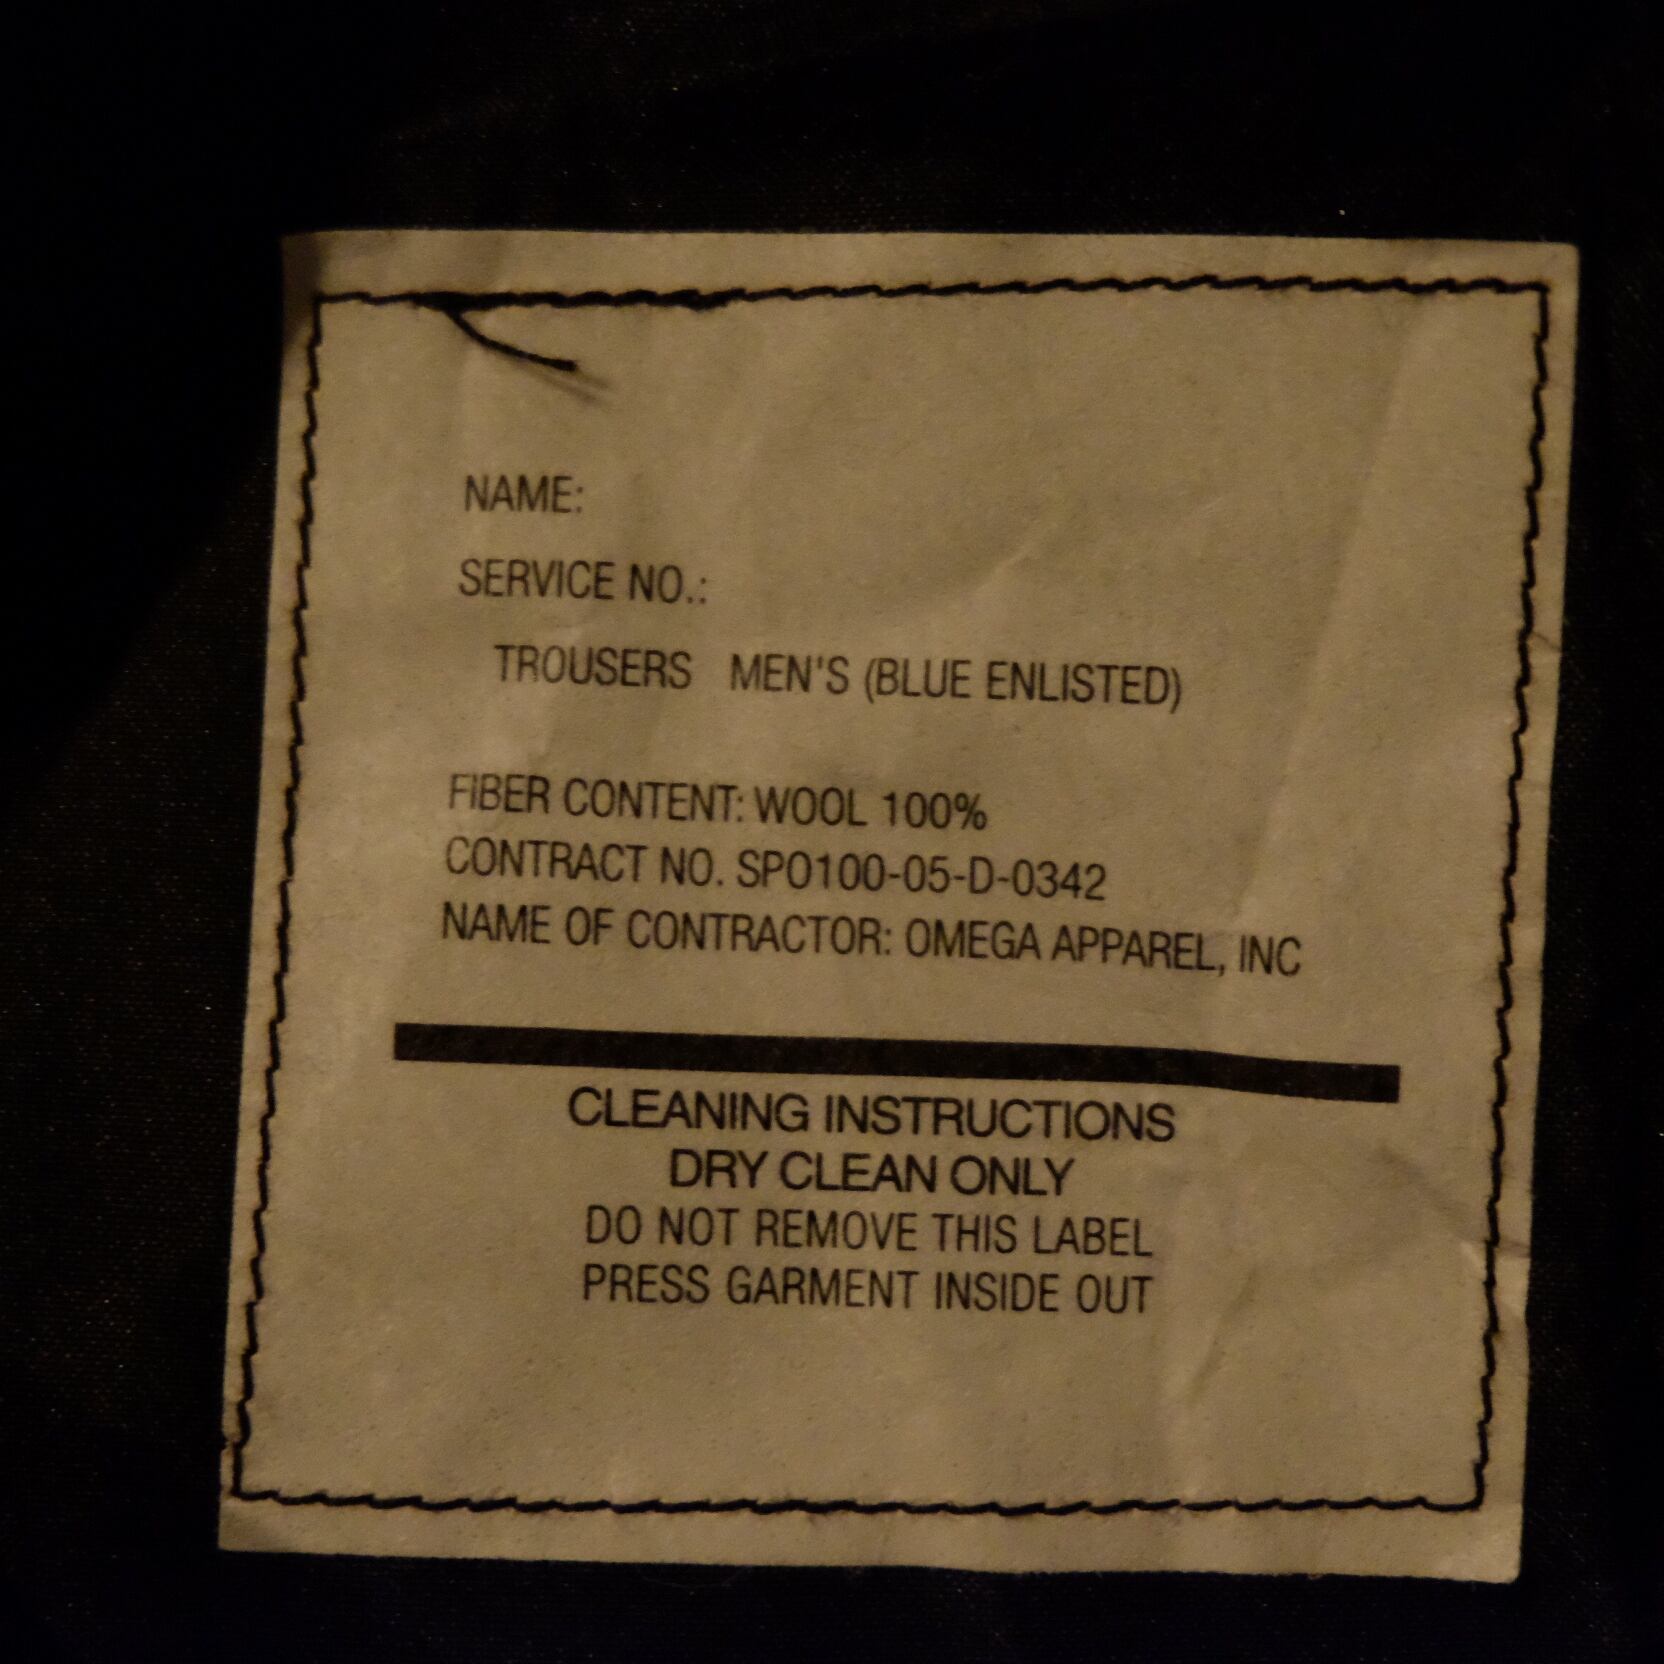 NAME:
SERVICE NO.:
TROUSERS MEN'S (BLUE ENLISTED)
FIBER CONTENT: WOOL 100%
CONTRACT NO. SPO100-05-D-0342
NAME OF CONTRACTOR: OMEGA APPAREL, INC
CLEANING INSTRUCTIONS
DRY CLEAN ONLY
DO NOT REMOVE THIS LABEL
PRESS GARMENT INSIDE OUT